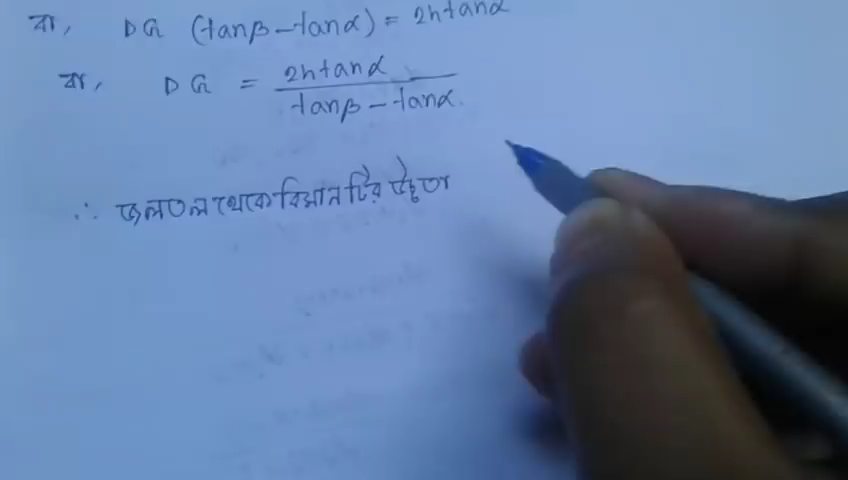 বা, DG (tanβ-tanα) = 2htanα
বা, DG = 2htanα / tanβ-tanα.
∴ জলতল থেকে বিমানটির উচ্চতা